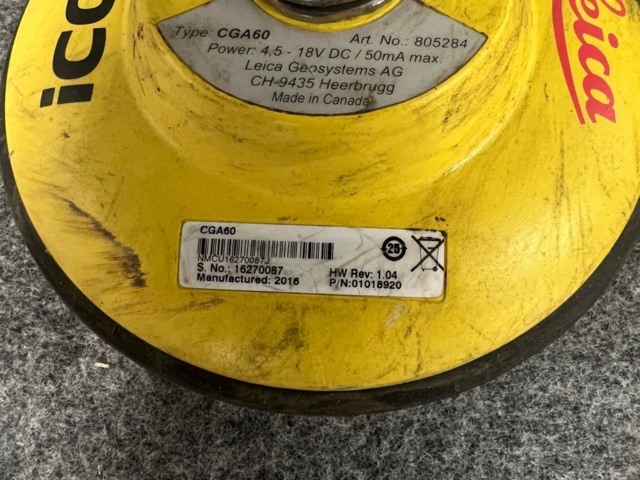 ico
Leica
Type: CGA60 Art. No.: 805284
Power: 4,5 - 18V DC / 50mA max.
Leica Geosystems AG
CH-9435 Heerbrugg
Made in Canada
CGA60
NMCU16270087J
S. No.: 16270087 HW Rev: 1.04
Manufactured: 2016 P/N:01018920
25